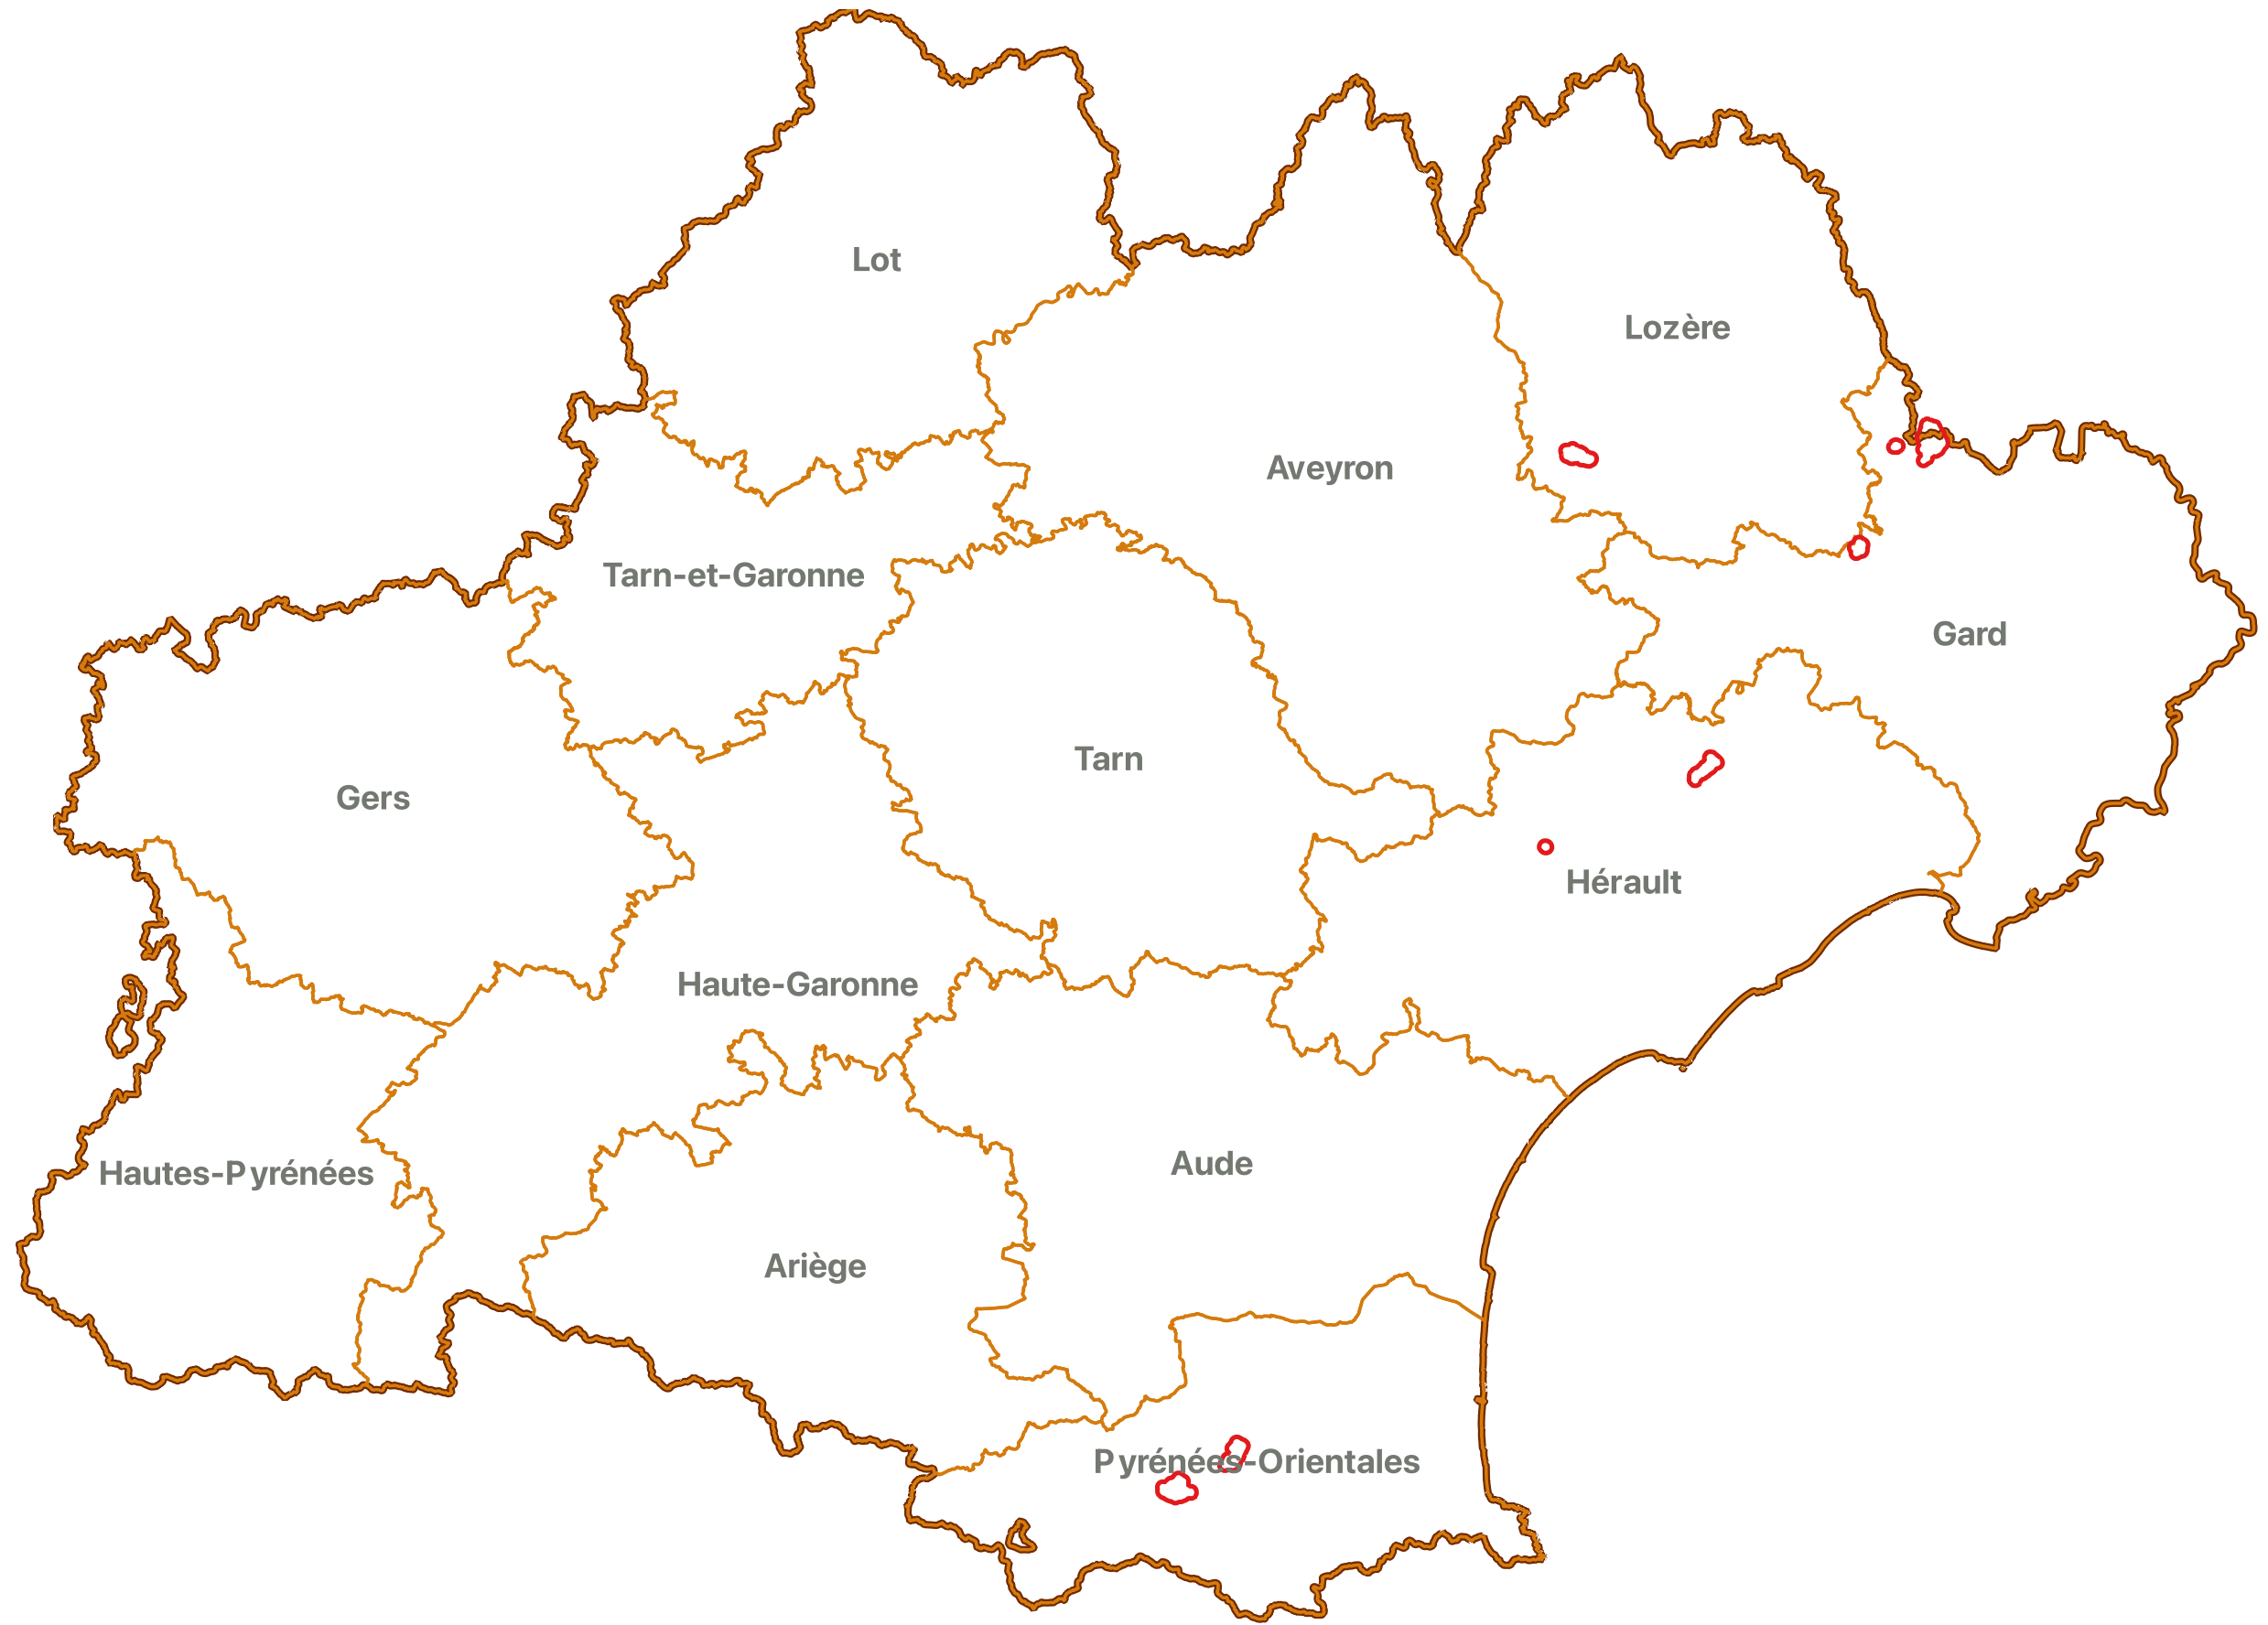 Lot
Lozère
Aveyron
Tarn-et-Garonne
Gard
Tarn
Gers
Hérault
Haute-Garonne
Aude
Hautes-Pyrénées
Ariège
Pyrénées-Orientales